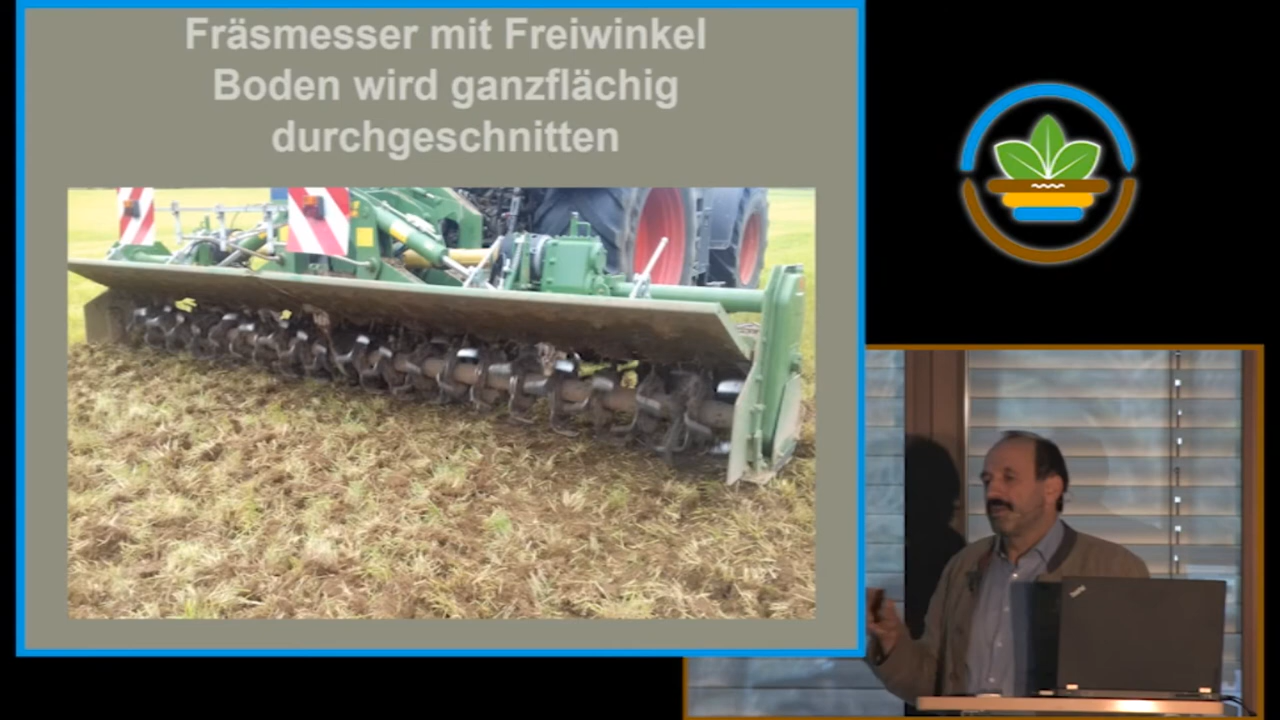 Fräsmesser mit Freiwinkel
Boden wird ganzflächig
durchgeschnitten